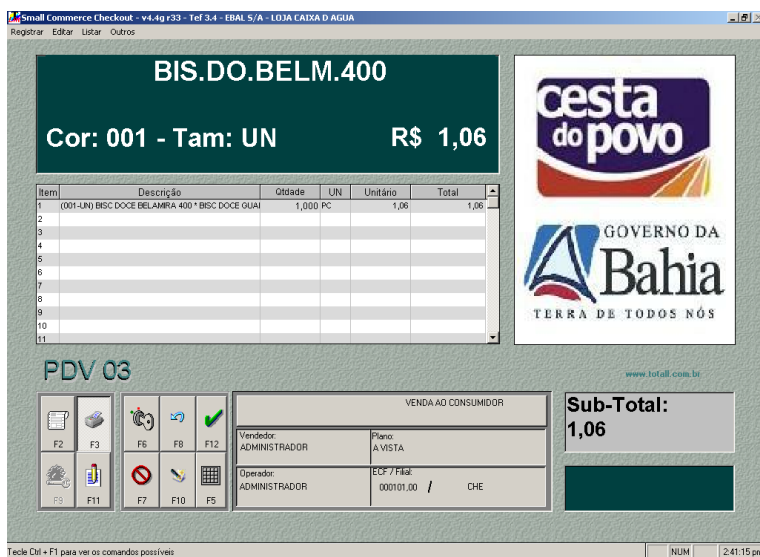 Small Commerce Checkout - v4.4g r33 - Tef 3.4 - EBAL S/A - LOJA CAIXA D AGUA
Registrar Editar Listar Outros
BIS.DO.BELM.400
Cor: 001 - Tam: UN R$ 1,06
cesta
do povo
Item Descrição Qtdade UN Unitário Total
1 (001-UN) BISC DOCE BELAMIRA 400 * BISC DOCE GUAI 1,000 PC 1,06 1,06
2
3
4
5
6
7
8
9
10
11
GOVERNO DA
Bahia
TERRA DE TODOS NÓS
PDV 03
www.totall.com.br
F2 F3 F6 F8 F12
F9 F11 F7 F10 F5
VENDA AO CONSUMIDOR
Vendedor: Plano:
ADMINISTRADOR A VISTA
Operador: ECF / Filial:
ADMINISTRADOR 000101,00 / CHE
Sub-Total:
1,06
Tecle Ctrl + F1 para ver os comandos possíveis NUM 2:41:15 pm